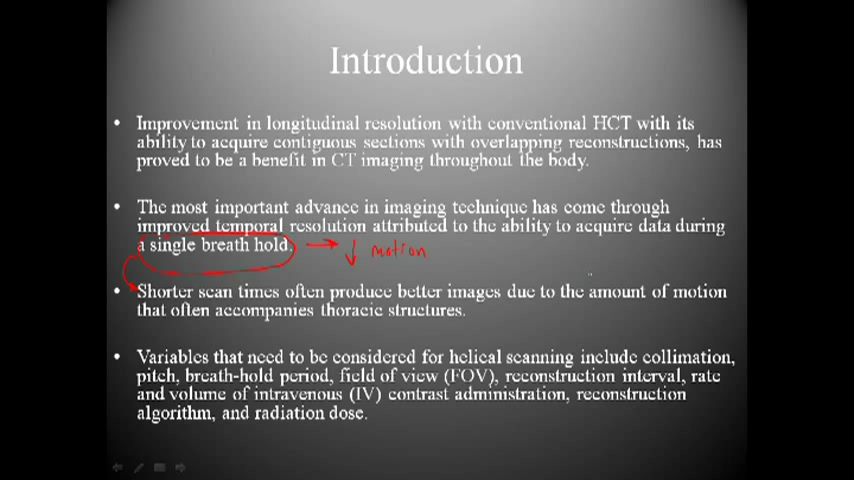 Introduction
• Improvement in longitudinal resolution with conventional HCT with its
ability to acquire contiguous sections with overlapping reconstructions, has
proved to be a benefit in CT imaging throughout the body.
• The most important advance in imaging technique has come through
improved temporal resolution attributed to the ability to acquire data during
a single breath hold. → ↓ motion
• Shorter scan times often produce better images due to the amount of motion
that often accompanies thoracic structures.
• Variables that need to be considered for helical scanning include collimation,
pitch, breath-hold period, field of view (FOV), reconstruction interval, rate
and volume of intravenous (IV) contrast administration, reconstruction
algorithm, and radiation dose.